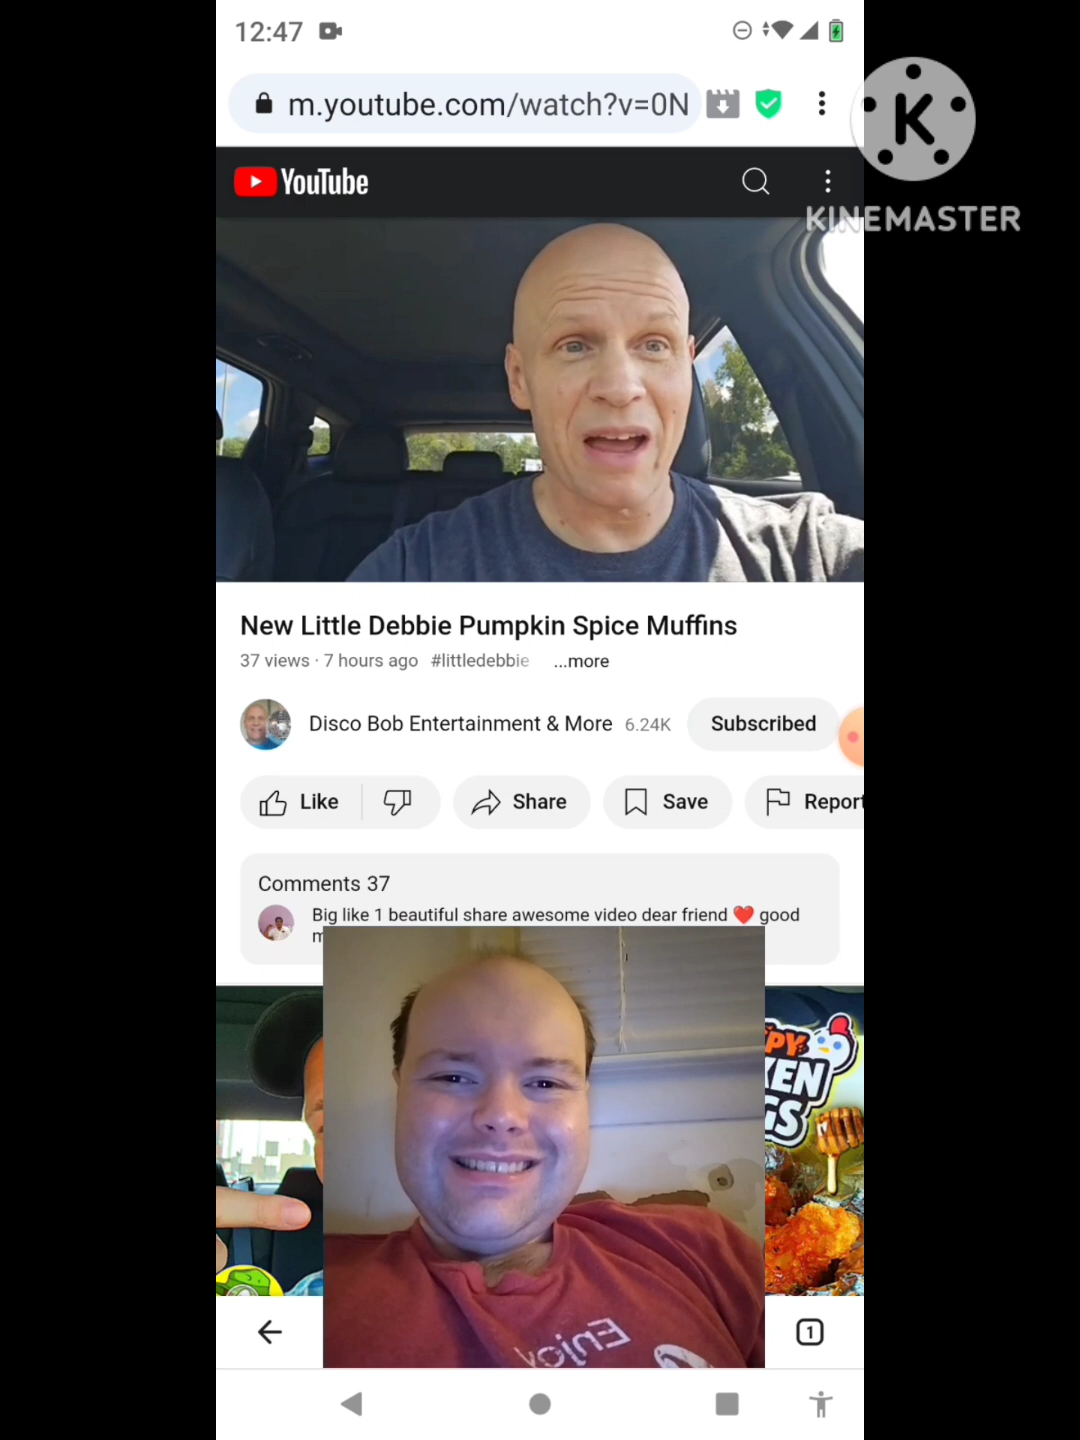 12:47
m.youtube.com/watch?v=0N
K
KINEMASTER
YouTube
New Little Debbie Pumpkin Spice Muffins
37 views · 7 hours ago #littledebbie ...more
Disco Bob Entertainment & More 6.24K Subscribed
Like Share Save Report
Comments 37
Big like 1 beautiful share awesome video dear friend ❤️ good
Enjoy
1